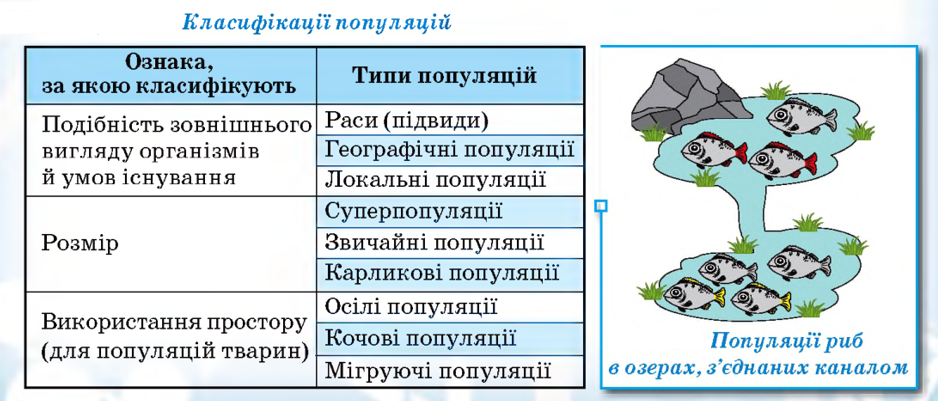 Класифікації популяцій
Ознака,
за якою класифікують
Типи популяцій
Подібність зовнішнього
вигляду організмів
й умов існування
Раси (підвиди)
Географічні популяції
Локальні популяції
Розмір
Суперпопуляції
Звичайні популяції
Карликові популяції
Використання простору
(для популяцій тварин)
Осілі популяції
Кочові популяції
Мігруючі популяції
Популяції риб
в озерах, з’єднаних каналом